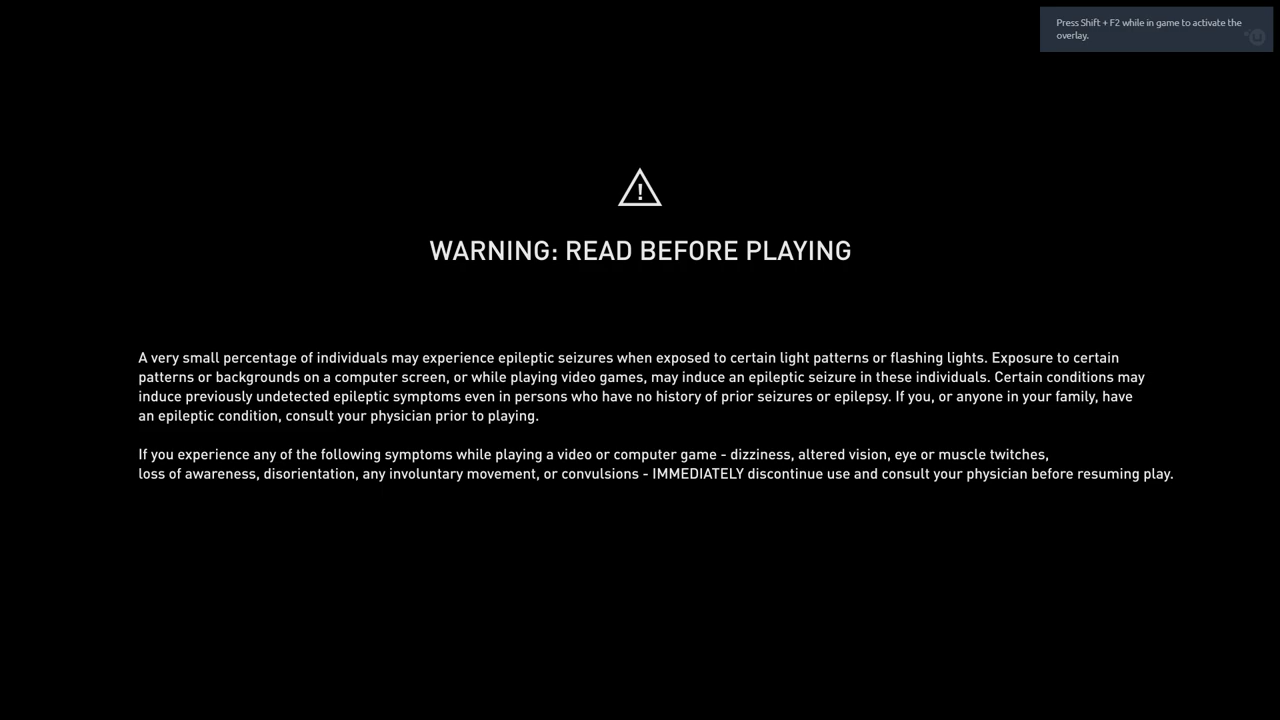 Press Shift + F2 while in game to activate the
overlay.
WARNING: READ BEFORE PLAYING
A very small percentage of individuals may experience epileptic seizures when exposed to certain light patterns or flashing lights. Exposure to certain
patterns or backgrounds on a computer screen, or while playing video games, may induce an epileptic seizure in these individuals. Certain conditions may
induce previously undetected epileptic symptoms even in persons who have no history of prior seizures or epilepsy. If you, or anyone in your family, have
an epileptic condition, consult your physician prior to playing.
If you experience any of the following symptoms while playing a video or computer game - dizziness, altered vision, eye or muscle twitches,
loss of awareness, disorientation, any involuntary movement, or convulsions - IMMEDIATELY discontinue use and consult your physician before resuming play.